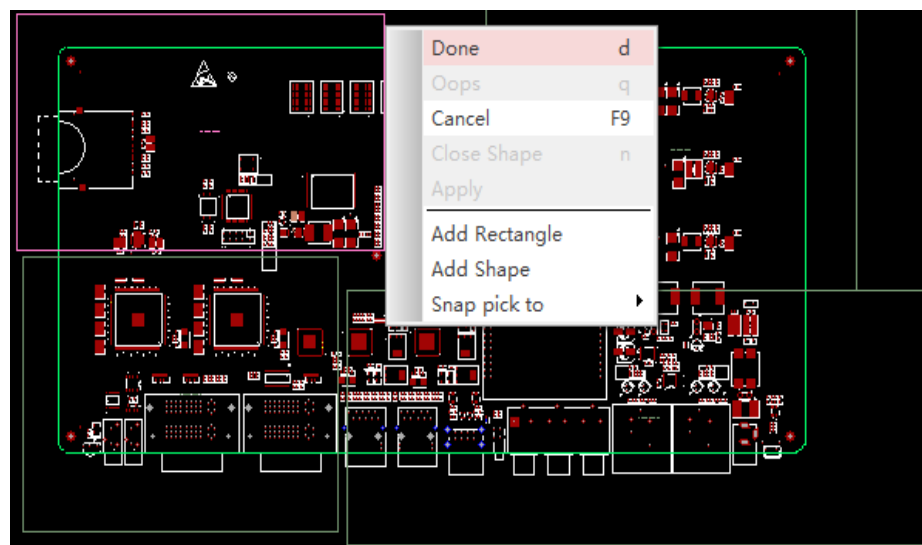 Done d
Oops q
Cancel F9
Close Shape n
Apply
Add Rectangle
Add Shape
Snap pick to